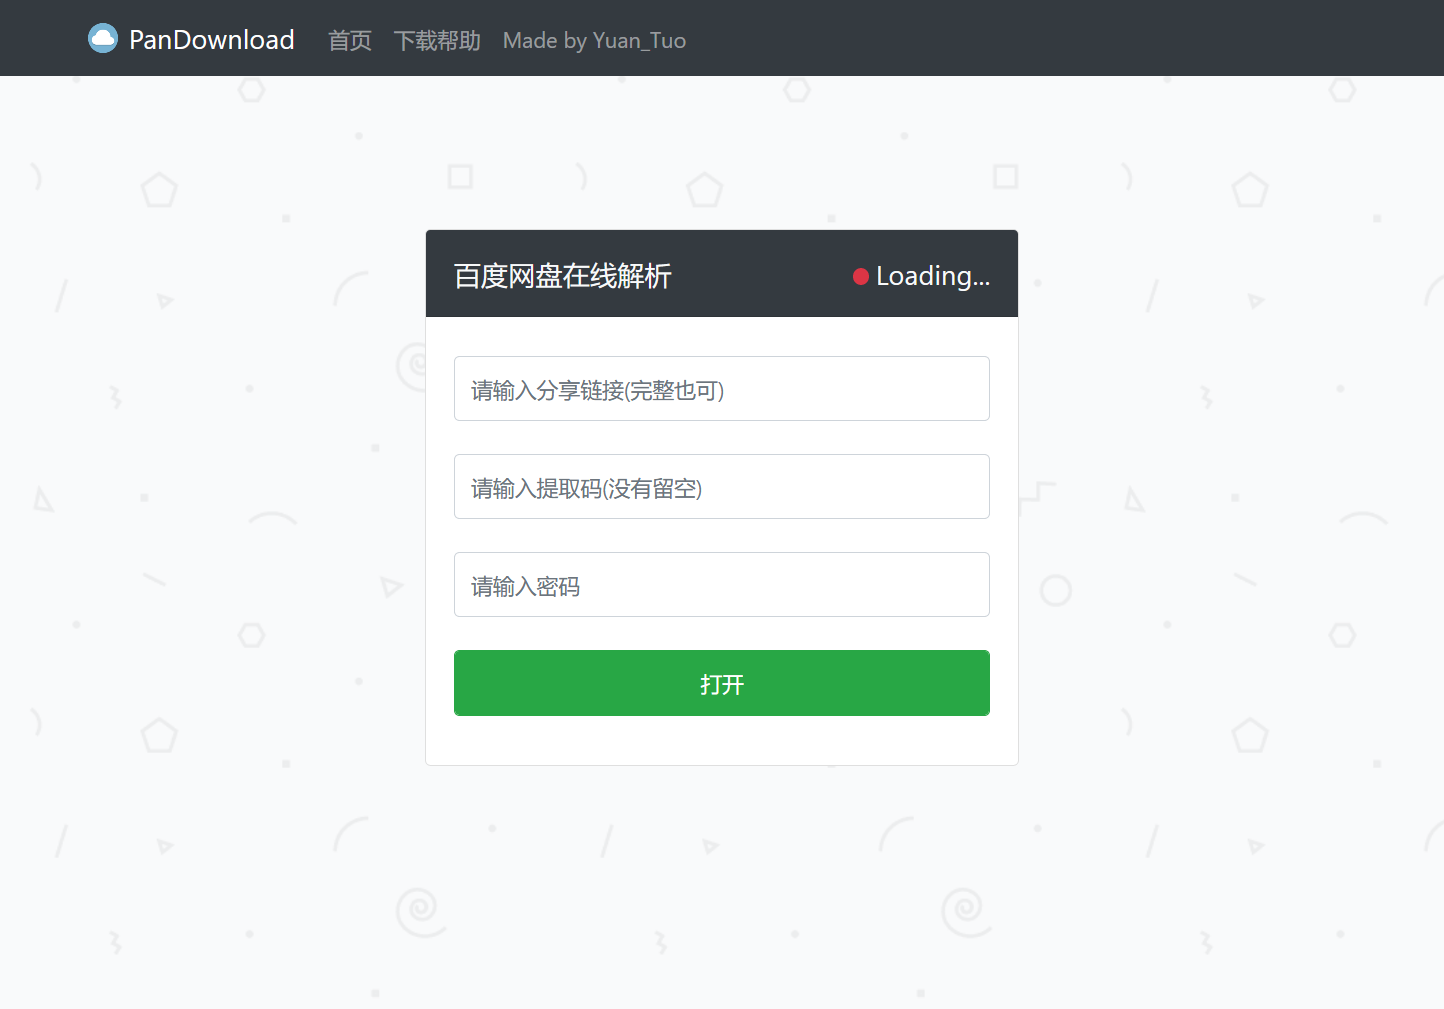 PanDownload 首页 下载帮助 Made by Yuan_Tuo
百度网盘在线解析 Loading...
请输入分享链接(完整也可)
请输入提取码(没有留空)
请输入密码
打开